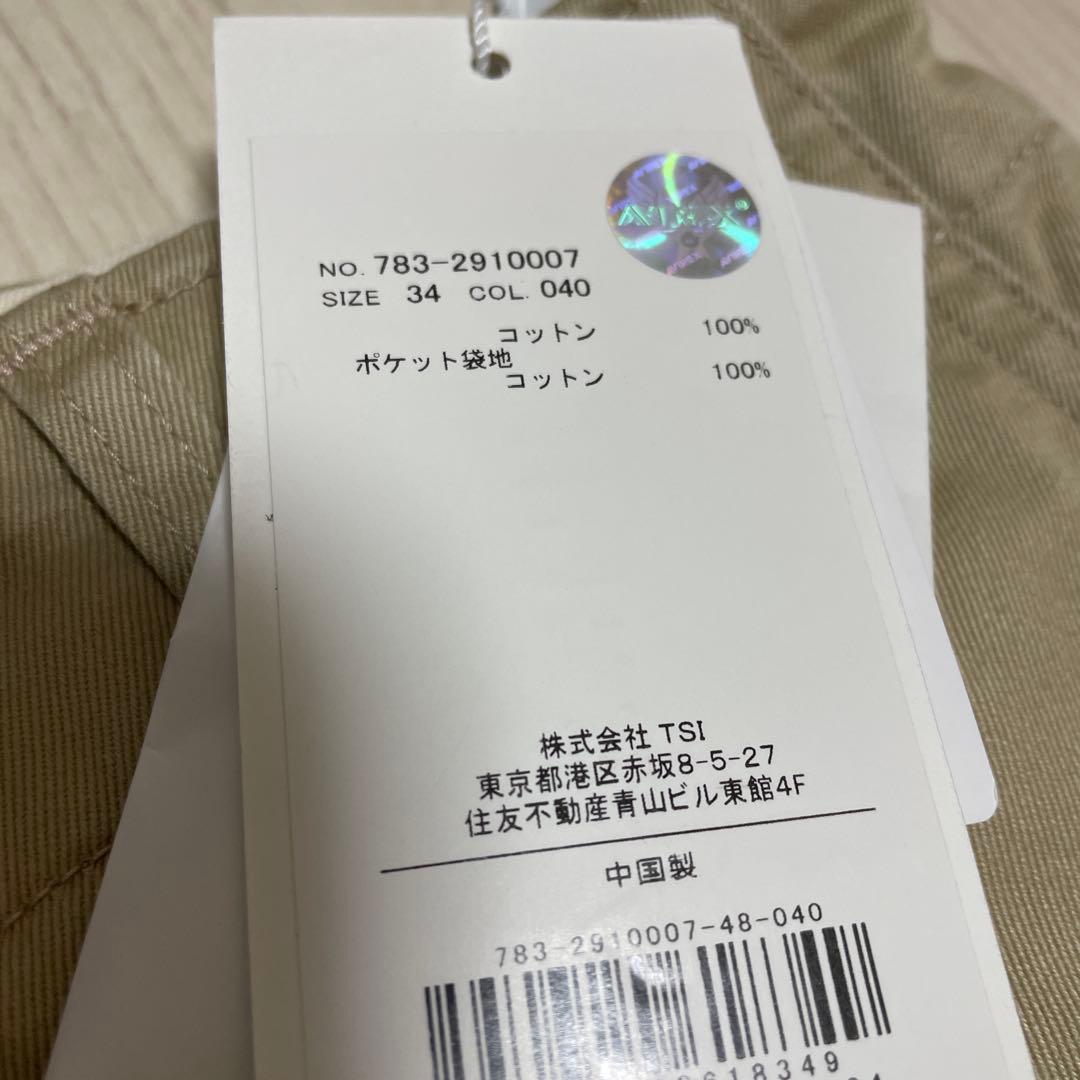 AVIREX®
NO. 783-2910007
SIZE 34 COL. 040
コットン 100%
ポケット袋地
コットン 100%
株式会社 TSI
東京都港区赤坂8-5-27
住友不動産青山ビル東館4F
中国製
783-2910007-48-040
618349